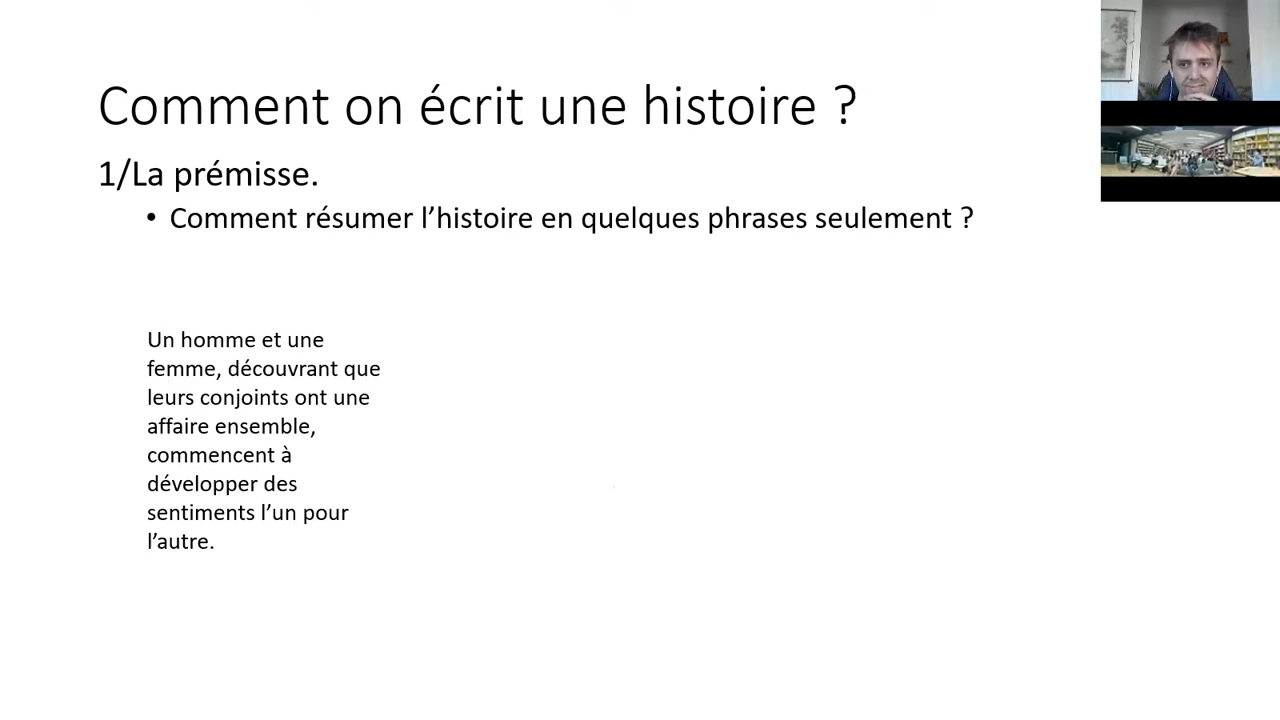 Comment on écrit une histoire ?
1/La prémisse.
• Comment résumer l’histoire en quelques phrases seulement ?
Un homme et une
femme, découvrant que
leurs conjoints ont une
affaire ensemble,
commencent à
développer des
sentiments l’un pour
l’autre.